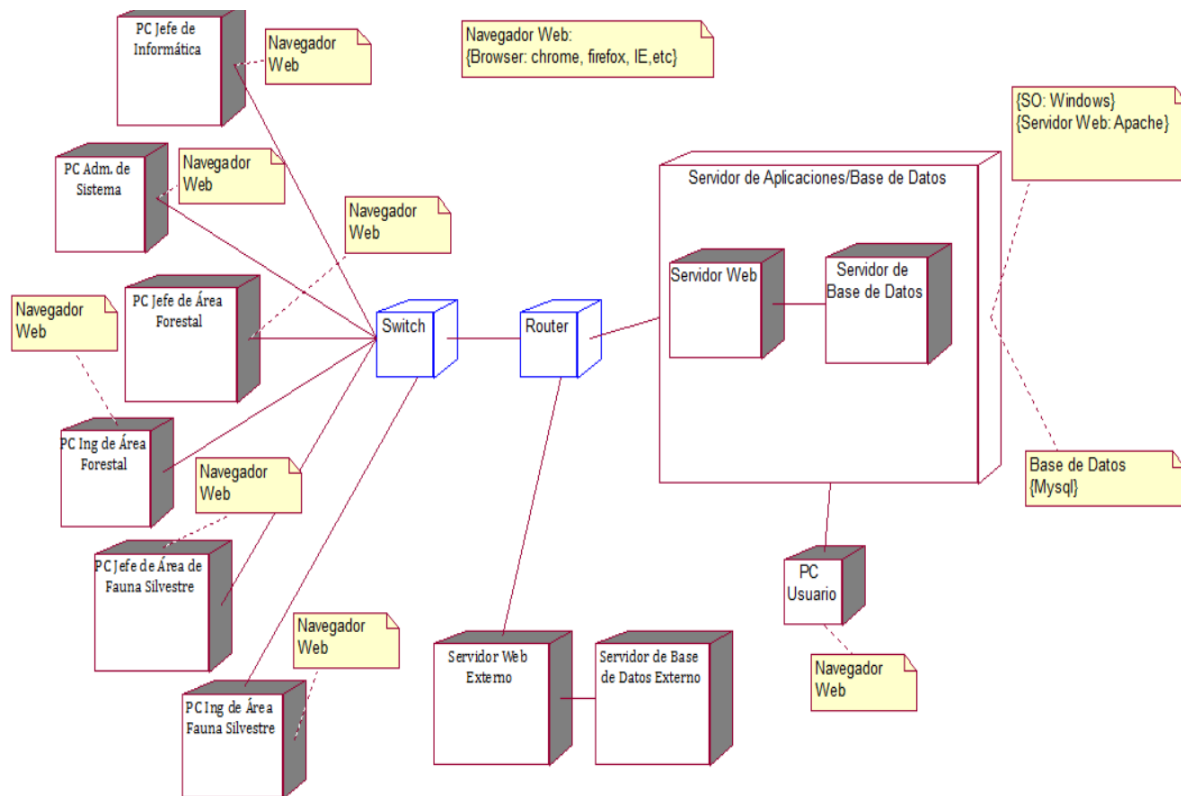 PC Jefe de
Informática
Navegador
Web
Navegador Web:
{Browser: chrome, firefox, IE,etc}
{SO: Windows}
{Servidor Web: Apache}
PC Adm. de
Sistema
Navegador
Web
Navegador
Web
Servidor de Aplicaciones/Base de Datos
Servidor Web
Servidor de
Base de Datos
PC Jefe de Área
Forestal
Navegador
Web
Switch
Router
PC Ing de Área
Forestal
Navegador
Web
Base de Datos
{Mysql}
PC Jefe de Área de
Fauna Silvestre
PC
Usuario
Navegador
Web
Servidor Web
Externo
Servidor de Base
de Datos Externo
Navegador
Web
PC Ing de Área
Fauna Silvestre